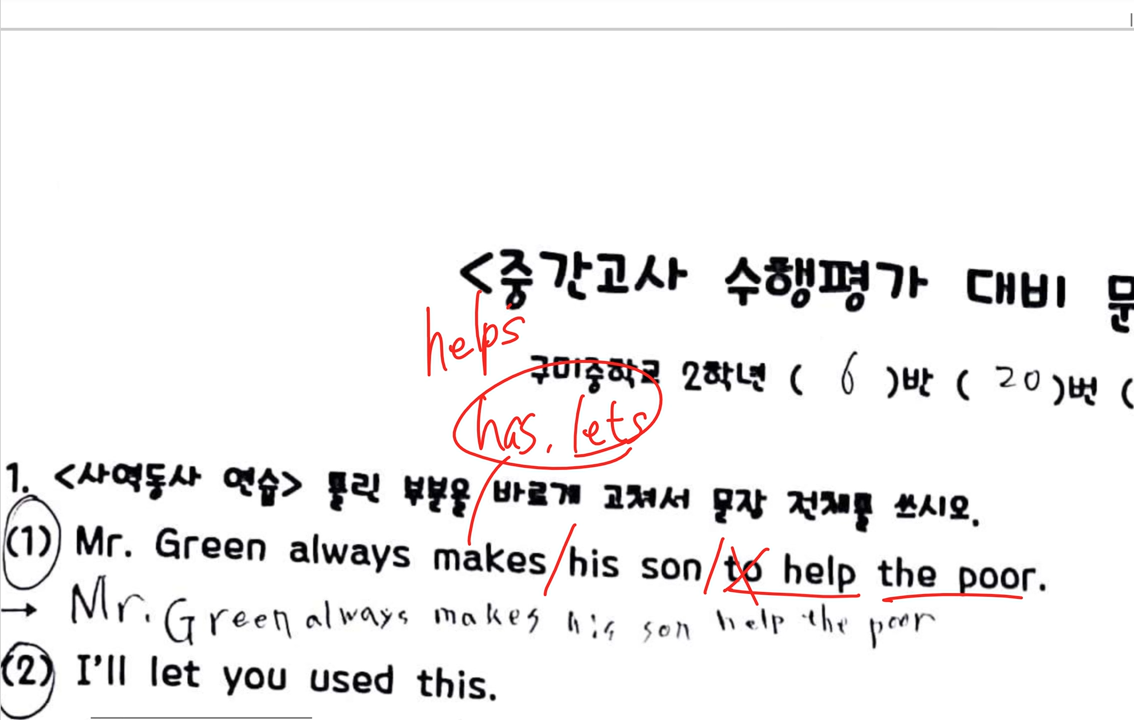 <중간고사 수행평가 대비 문
helps
구미중학교 2학년 ( 6 )반 ( 20 )번 (
has. lets
1. <사역동사 연습> 틀린 부분을 바르게 고쳐서 문장 전체를 쓰시오.
(1) Mr. Green always makes / his son / to help the poor.
→ Mr. Green always makes his son help the poor
(2) I'll let you used this.